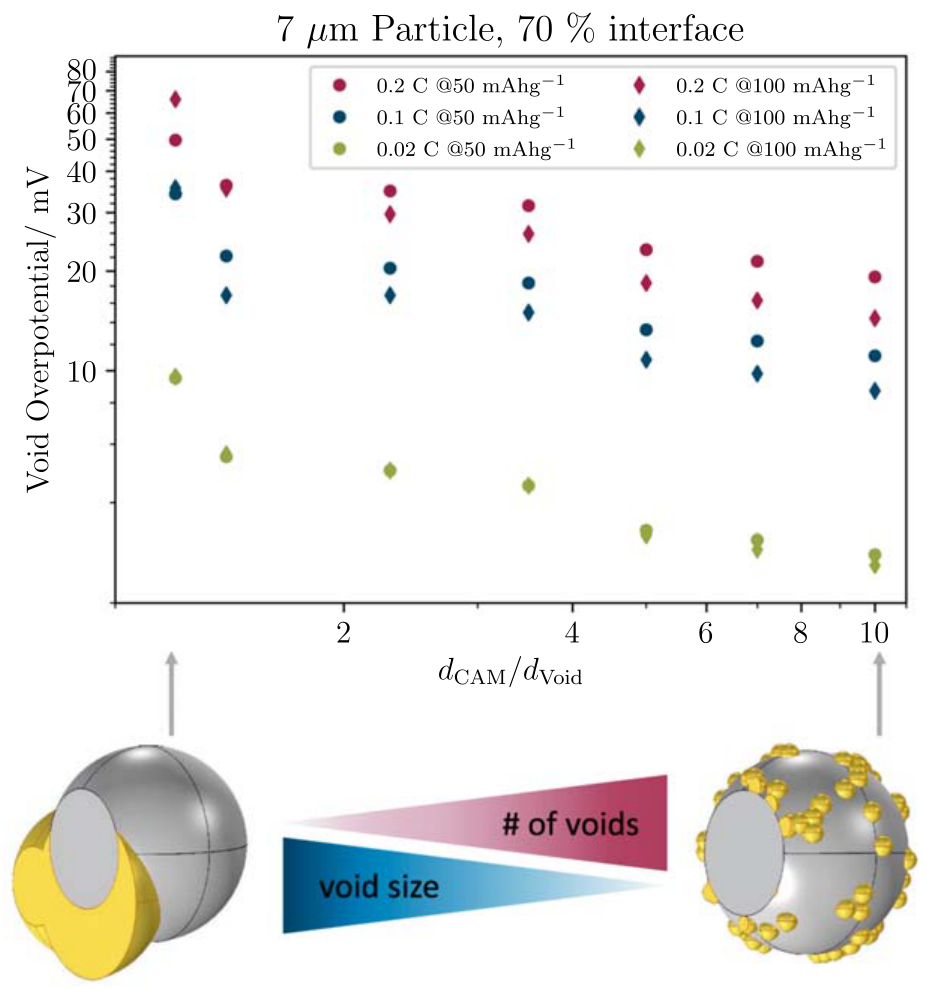 7 μm Particle, 70 % interface
0.2 C @50 mAhg⁻¹
0.1 C @50 mAhg⁻¹
0.02 C @50 mAhg⁻¹
0.2 C @100 mAhg⁻¹
0.1 C @100 mAhg⁻¹
0.02 C @100 mAhg⁻¹
Void Overpotential/ mV
80
70
60
50
40
30
20
10
2 4 6 8 10
d_CAM/d_Void
# of voids
void size